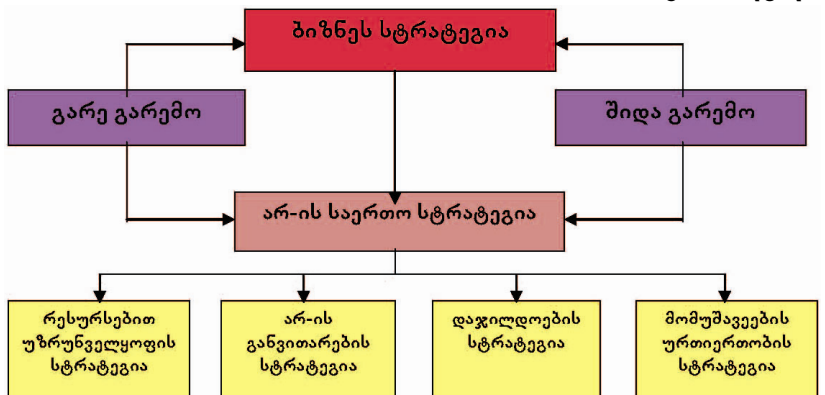 ბიზნეს სტრატეგია
გარე გარემო
შიდა გარემო
არ-ის საერთო სტრატეგია
რესურსებით
უზრუნველყოფის
სტრატეგია
არ-ის
განვითარების
სტრატეგია
დაჯილდოების
სტრატეგია
მომუშავეების
ურთიერთობის
სტრატეგია